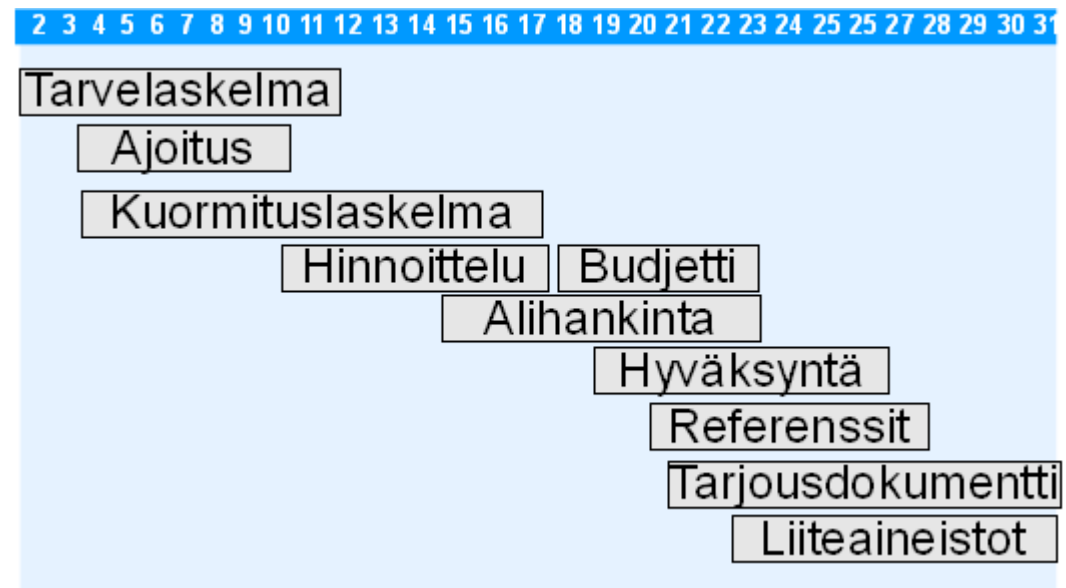 2 3 4 5 6 7 8 9 10 11 12 13 14 15 16 17 18 19 20 21 22 23 24 25 25 27 28 29 30 31
Tarvelaskelma
Ajoitus
Kuormituslaskelma
Hinnoittelu Budjetti
Alihankinta
Hyväksyntä
Referenssit
Tarjousdokumentti
Liiteaineistot